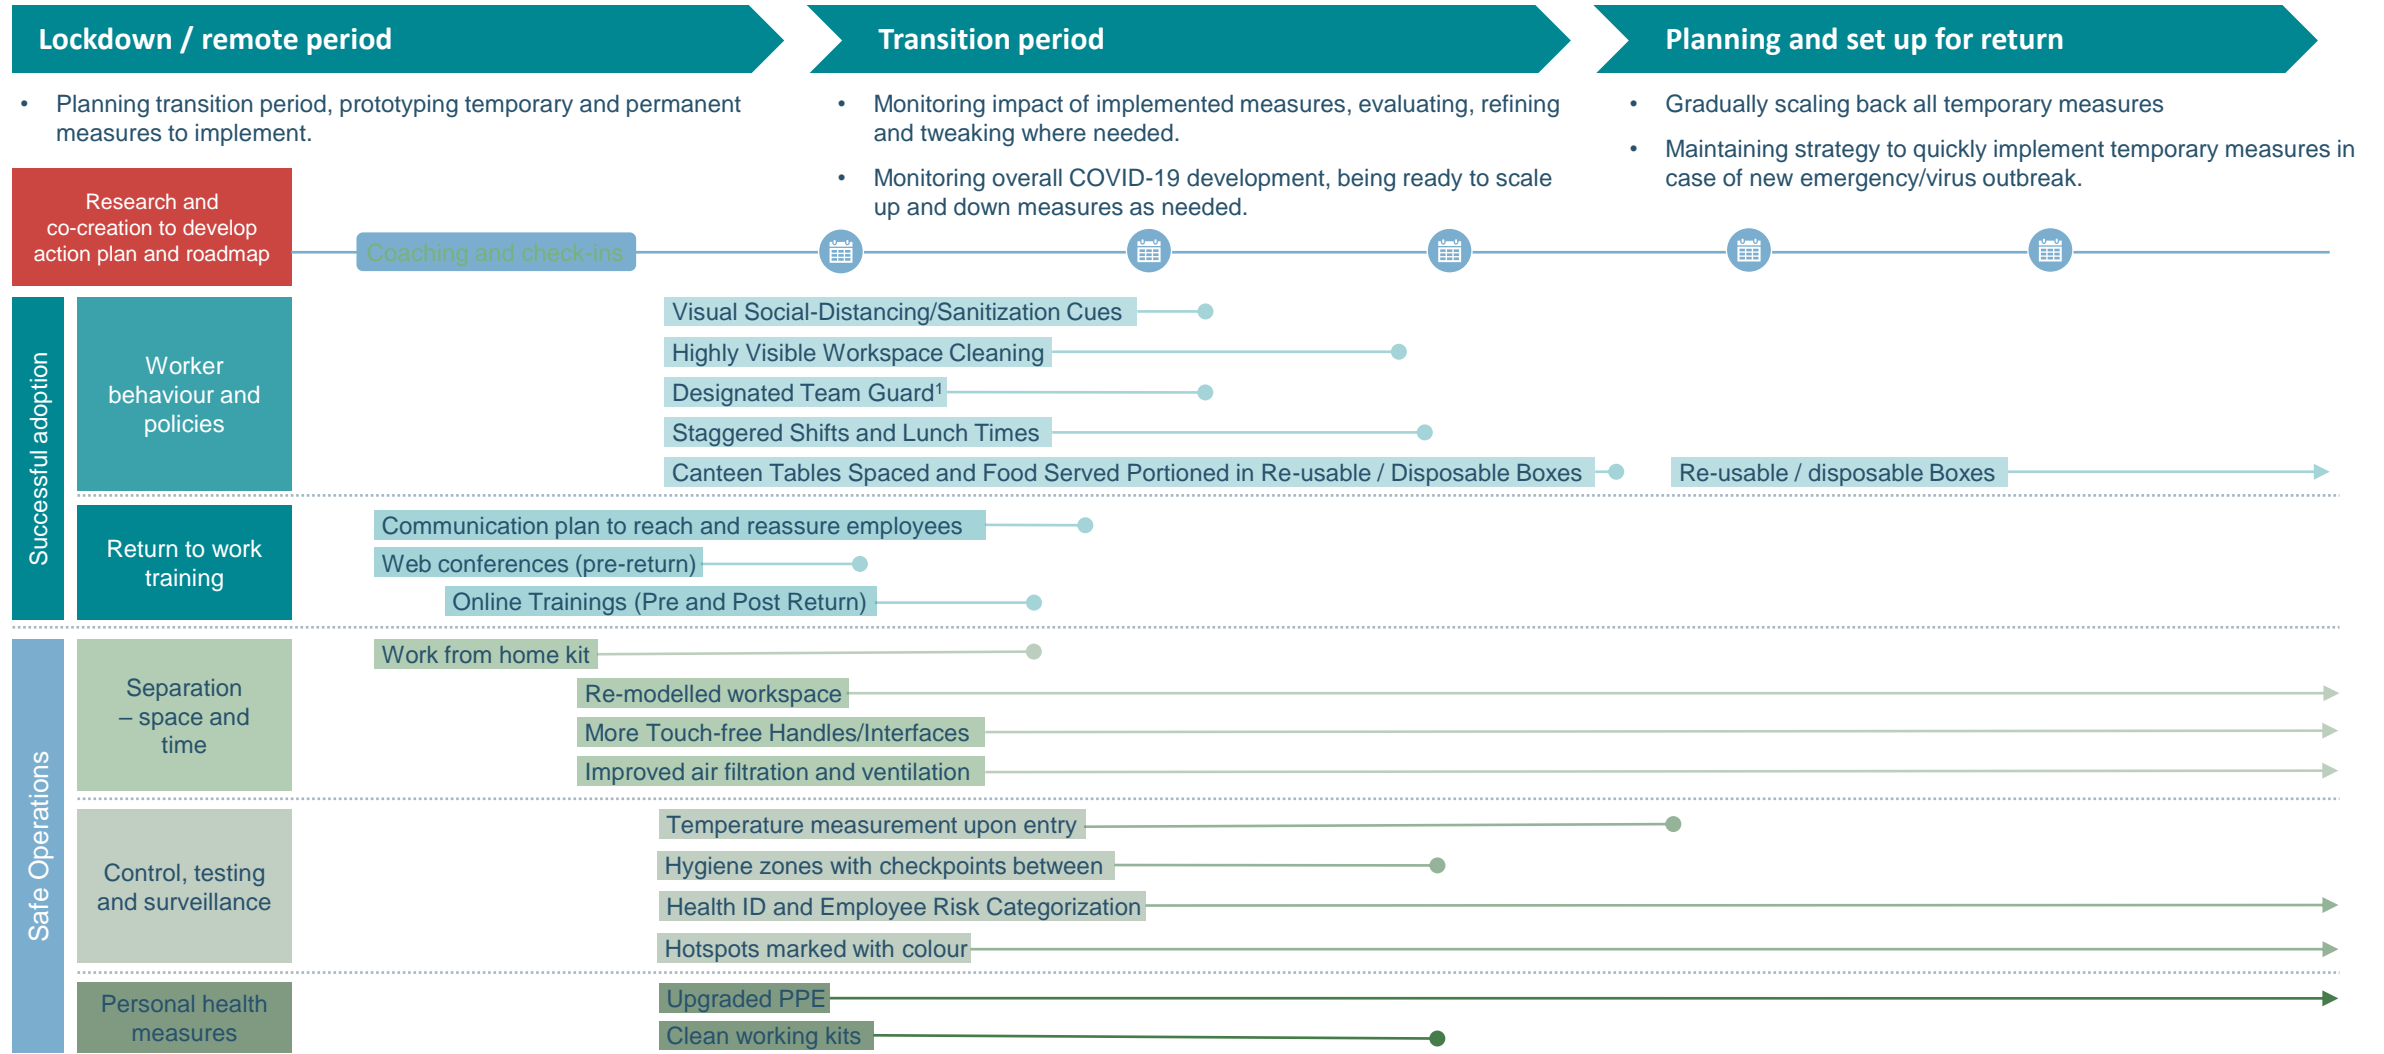 Lockdown / remote period
Transition period
Planning and set up for return
• Planning transition period, prototyping temporary and permanent
measures to implement.
• Monitoring impact of implemented measures, evaluating, refining
and tweaking where needed.
• Monitoring overall COVID-19 development, being ready to scale
up and down measures as needed.
• Gradually scaling back all temporary measures
• Maintaining strategy to quickly implement temporary measures in
case of new emergency/virus outbreak.
Research and
co-creation to develop
action plan and roadmap
Coaching and check-ins
Successful adoption
Worker
behaviour and
policies
Visual Social-Distancing/Sanitization Cues
Highly Visible Workspace Cleaning
Designated Team Guard¹
Staggered Shifts and Lunch Times
Canteen Tables Spaced and Food Served Portioned in Re-usable / Disposable Boxes
Re-usable / disposable Boxes
Return to work
training
Communication plan to reach and reassure employees
Web conferences (pre-return)
Online Trainings (Pre and Post Return)
Safe Operations
Separation
– space and
time
Work from home kit
Re-modelled workspace
More Touch-free Handles/Interfaces
Improved air filtration and ventilation
Control, testing
and surveillance
Temperature measurement upon entry
Hygiene zones with checkpoints between
Health ID and Employee Risk Categorization
Hotspots marked with colour
Personal health
measures
Upgraded PPE
Clean working kits